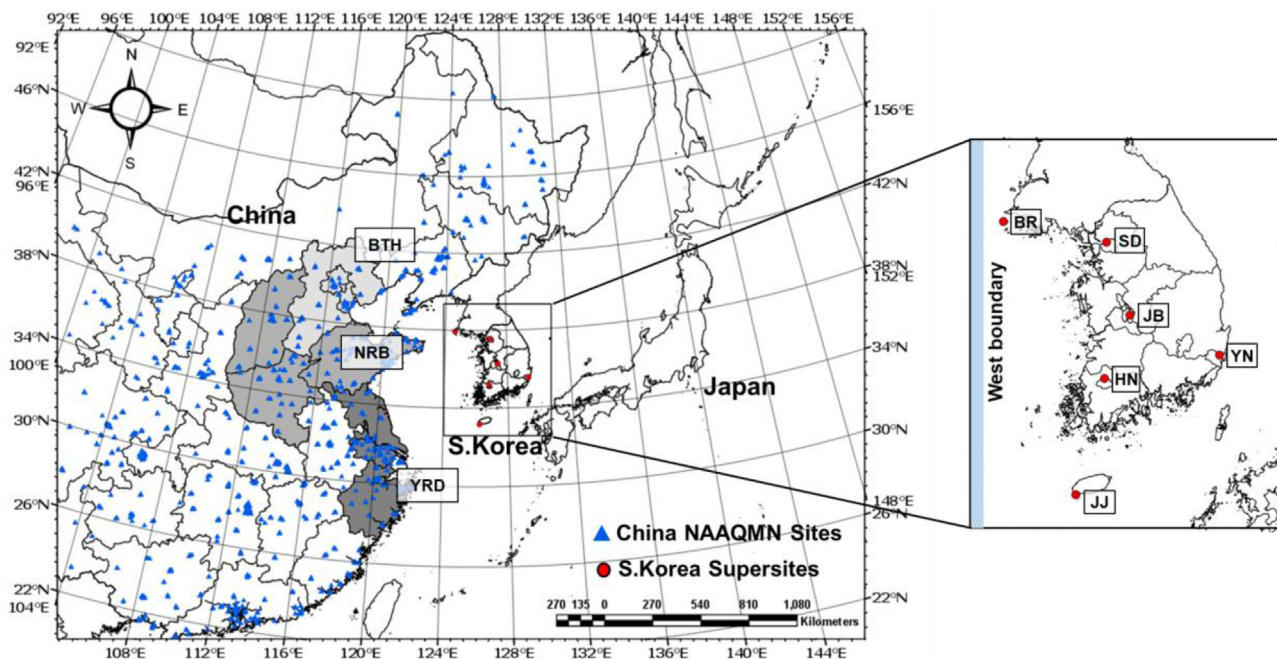 92°E 96°E 100°E 104°E 108°E 112°E 116°E 120°E 124°E 128°E 132°E 136°E 140°E 144°E 148°E 152°E 156°E
92°E
46°N
42°N
96°E
38°N
34°N
100°E
30°N
26°N
22°N
104°E
N
W
E
S
China
BTH
NRB
YRD
S.Korea
Japan
156°E
42°N
38°N
152°E
34°N
30°N
148°E
26°N
22°N
China NAAQMN Sites
S.Korea Supersites
270 135 0 270 540 810 1,080
Kilometers
108°E 112°E 116°E 120°E 124°E 128°E 132°E 136°E 140°E 144°E
West boundary
BR
SD
JB
YN
HN
JJ